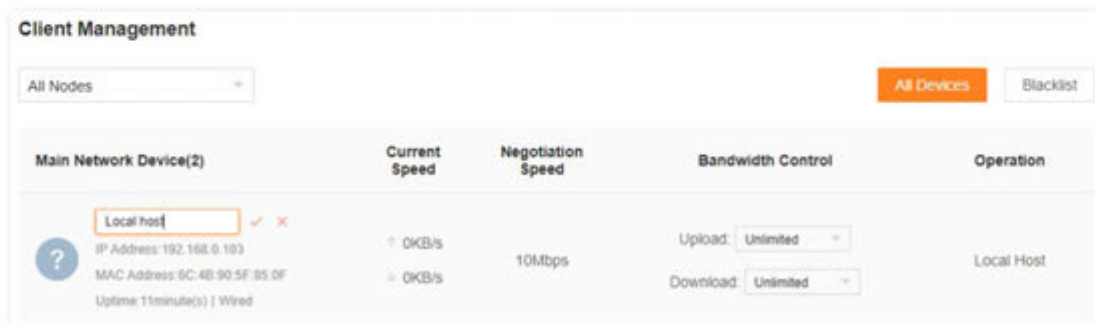 Client Management
All Nodes
All Devices
Blacklist
Main Network Device(2)
Current Speed
Negotiation Speed
Bandwidth Control
Operation
Local host
IP Address:192.168.0.103
MAC Address:6C:4B:90:5F:85:0F
Uptime:11minute(s) | Wired
0KB/s
0KB/s
10Mbps
Upload: Unlimited
Download: Unlimited
Local Host